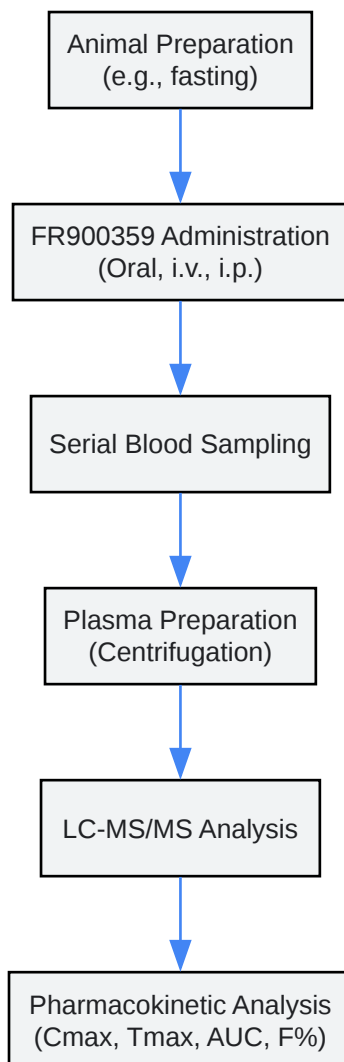 Animal Preparation
(e.g., fasting)
FR900359 Administration
(Oral, i.v., i.p.)
Serial Blood Sampling
Plasma Preparation
(Centrifugation)
LC-MS/MS Analysis
Pharmacokinetic Analysis
(Cmax, Tmax, AUC, F%)